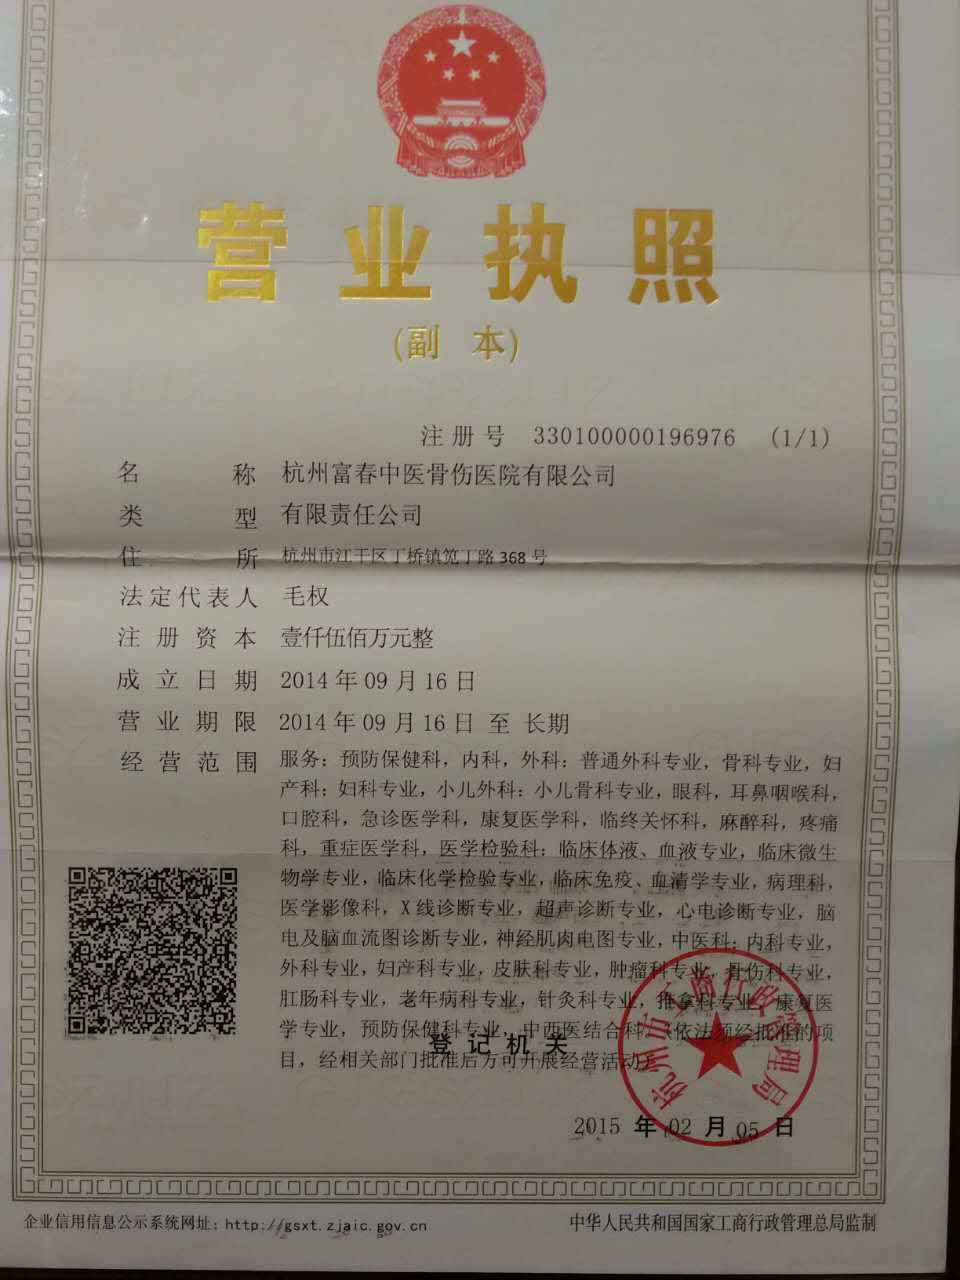 营业执照
(副 本)
注册号 330100000196976 (1/1)
名 称 杭州富春中医骨伤医院有限公司
类 型 有限责任公司
住 所 杭州市江干区丁桥镇笕丁路368号
法定代表人 毛权
注册资本 壹仟伍佰万元整
成立日期 2014年09月16日
营业期限 2014年09月16日 至 长期
经营范围 服务：预防保健科，内科，外科：普通外科专业，骨科专业，妇
产科：妇科专业，小儿外科：小儿骨科专业，眼科，耳鼻咽喉科，
口腔科，急诊医学科，康复医学科，临终关怀科，麻醉科，疼痛
科，重症医学科，医学检验科：临床体液、血液专业，临床微生
物学专业，临床化学检验专业，临床免疫、血清学专业，病理科，
医学影像科，X线诊断专业，超声诊断专业，心电诊断专业，脑
电及脑血流图诊断专业，神经肌肉电图专业，中医科：内科专业，
外科专业，妇产科专业，皮肤科专业，肿瘤科专业，骨伤科专业，
肛肠科专业，老年病科专业，针灸科专业，推拿科专业，康复医
学专业，预防保健科专业，中西医结合科。（依法须经批准的项
目，经相关部门批准后方可开展经营活动）
登记机关
杭州市工商行政管理局
2015 年 02 月 05 日
企业信用信息公示系统网址：http://gsxt.zjaic.gov.cn
中华人民共和国国家工商行政管理总局监制